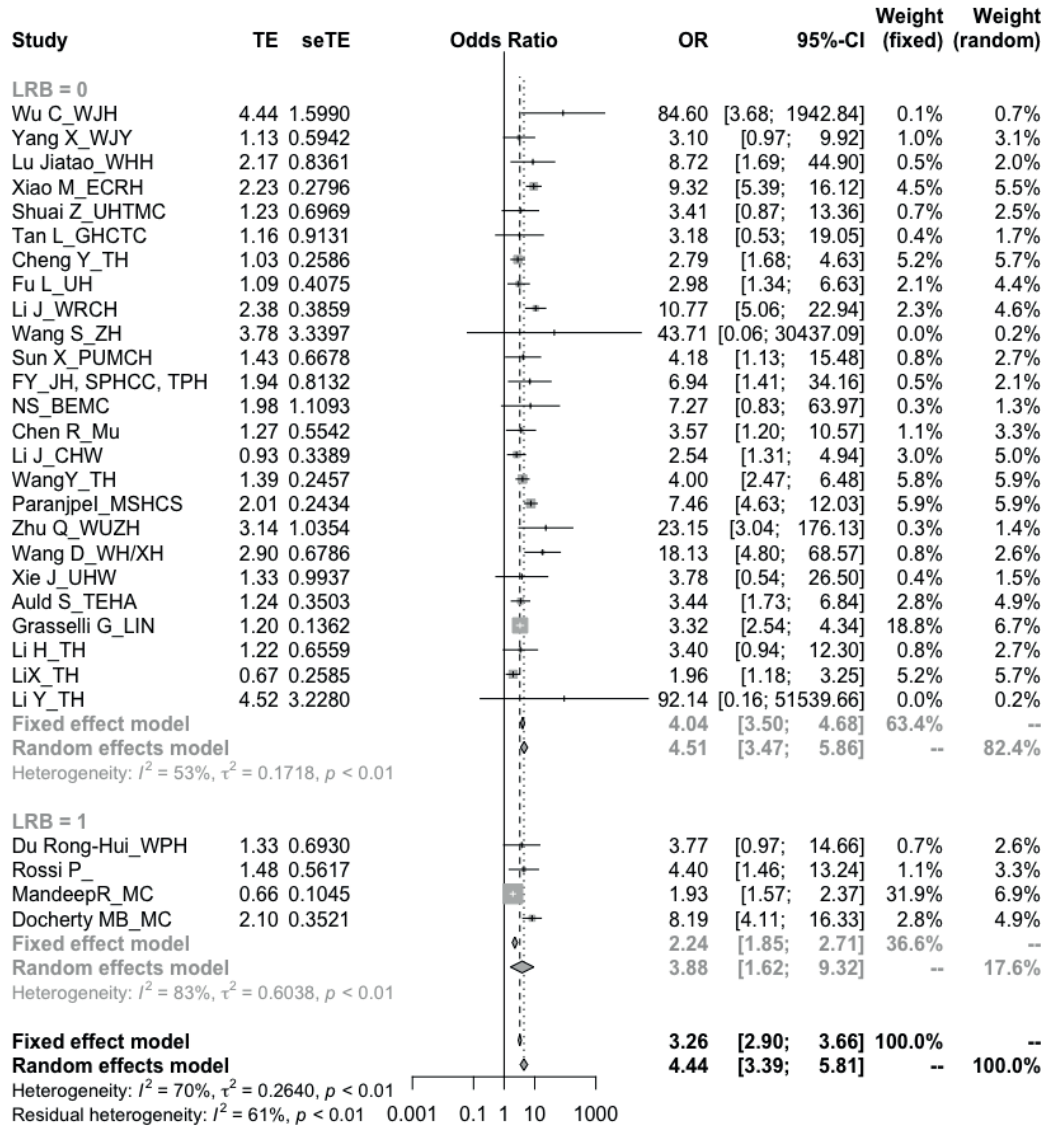 Weight Weight
Study TE seTE Odds Ratio OR 95%-CI (fixed) (random)
LRB = 0
Wu C_WJH 4.44 1.5990 84.60 [3.68; 1942.84] 0.1% 0.7%
Yang X_WJY 1.13 0.5942 3.10 [0.97; 9.92] 1.0% 3.1%
Lu Jiatao_WHH 2.17 0.8361 8.72 [1.69; 44.90] 0.5% 2.0%
Xiao M_ECRH 2.23 0.2796 9.32 [5.39; 16.12] 4.5% 5.5%
Shuai Z_UHTMC 1.23 0.6969 3.41 [0.87; 13.36] 0.7% 2.5%
Tan L_GHCTC 1.16 0.9131 3.18 [0.53; 19.05] 0.4% 1.7%
Cheng Y_TH 1.03 0.2586 2.79 [1.68; 4.63] 5.2% 5.7%
Fu L_UH 1.09 0.4075 2.98 [1.34; 6.63] 2.1% 4.4%
Li J_WRCH 2.38 0.3859 10.77 [5.06; 22.94] 2.3% 4.6%
Wang S_ZH 3.78 3.3397 43.71 [0.06; 30437.09] 0.0% 0.2%
Sun X_PUMCH 1.43 0.6678 4.18 [1.13; 15.48] 0.8% 2.7%
FY_JH, SPHCC, TPH 1.94 0.8132 6.94 [1.41; 34.16] 0.5% 2.1%
NS_BEMC 1.98 1.1093 7.27 [0.83; 63.97] 0.3% 1.3%
Chen R_Mu 1.27 0.5542 3.57 [1.20; 10.57] 1.1% 3.3%
Li J_CHW 0.93 0.3389 2.54 [1.31; 4.94] 3.0% 5.0%
WangY_TH 1.39 0.2457 4.00 [2.47; 6.48] 5.8% 5.9%
ParanjpeI_MSHCS 2.01 0.2434 7.46 [4.63; 12.03] 5.9% 5.9%
Zhu Q_WUZH 3.14 1.0354 23.15 [3.04; 176.13] 0.3% 1.4%
Wang D_WH/XH 2.90 0.6786 18.13 [4.80; 68.57] 0.8% 2.6%
Xie J_UHW 1.33 0.9937 3.78 [0.54; 26.50] 0.4% 1.5%
Auld S_TEHA 1.24 0.3503 3.44 [1.73; 6.84] 2.8% 4.9%
Grasselli G_LIN 1.20 0.1362 3.32 [2.54; 4.34] 18.8% 6.7%
Li H_TH 1.22 0.6559 3.40 [0.94; 12.30] 0.8% 2.7%
LiX_TH 0.67 0.2585 1.96 [1.18; 3.25] 5.2% 5.7%
Li Y_TH 4.52 3.2280 92.14 [0.16; 51539.66] 0.0% 0.2%
Fixed effect model 4.04 [3.50; 4.68] 63.4% --
Random effects model 4.51 [3.47; 5.86] -- 82.4%
Heterogeneity: I² = 53%, τ² = 0.1718, p < 0.01
LRB = 1
Du Rong-Hui_WPH 1.33 0.6930 3.77 [0.97; 14.66] 0.7% 2.6%
Rossi P_ 1.48 0.5617 4.40 [1.46; 13.24] 1.1% 3.3%
MandeepR_MC 0.66 0.1045 1.93 [1.57; 2.37] 31.9% 6.9%
Docherty MB_MC 2.10 0.3521 8.19 [4.11; 16.33] 2.8% 4.9%
Fixed effect model 2.24 [1.85; 2.71] 36.6% --
Random effects model 3.88 [1.62; 9.32] -- 17.6%
Heterogeneity: I² = 83%, τ² = 0.6038, p < 0.01
Fixed effect model 3.26 [2.90; 3.66] 100.0% --
Random effects model 4.44 [3.39; 5.81] -- 100.0%
Heterogeneity: I² = 70%, τ² = 0.2640, p < 0.01
Residual heterogeneity: I² = 61%, p < 0.01 0.001 0.1 1 10 1000